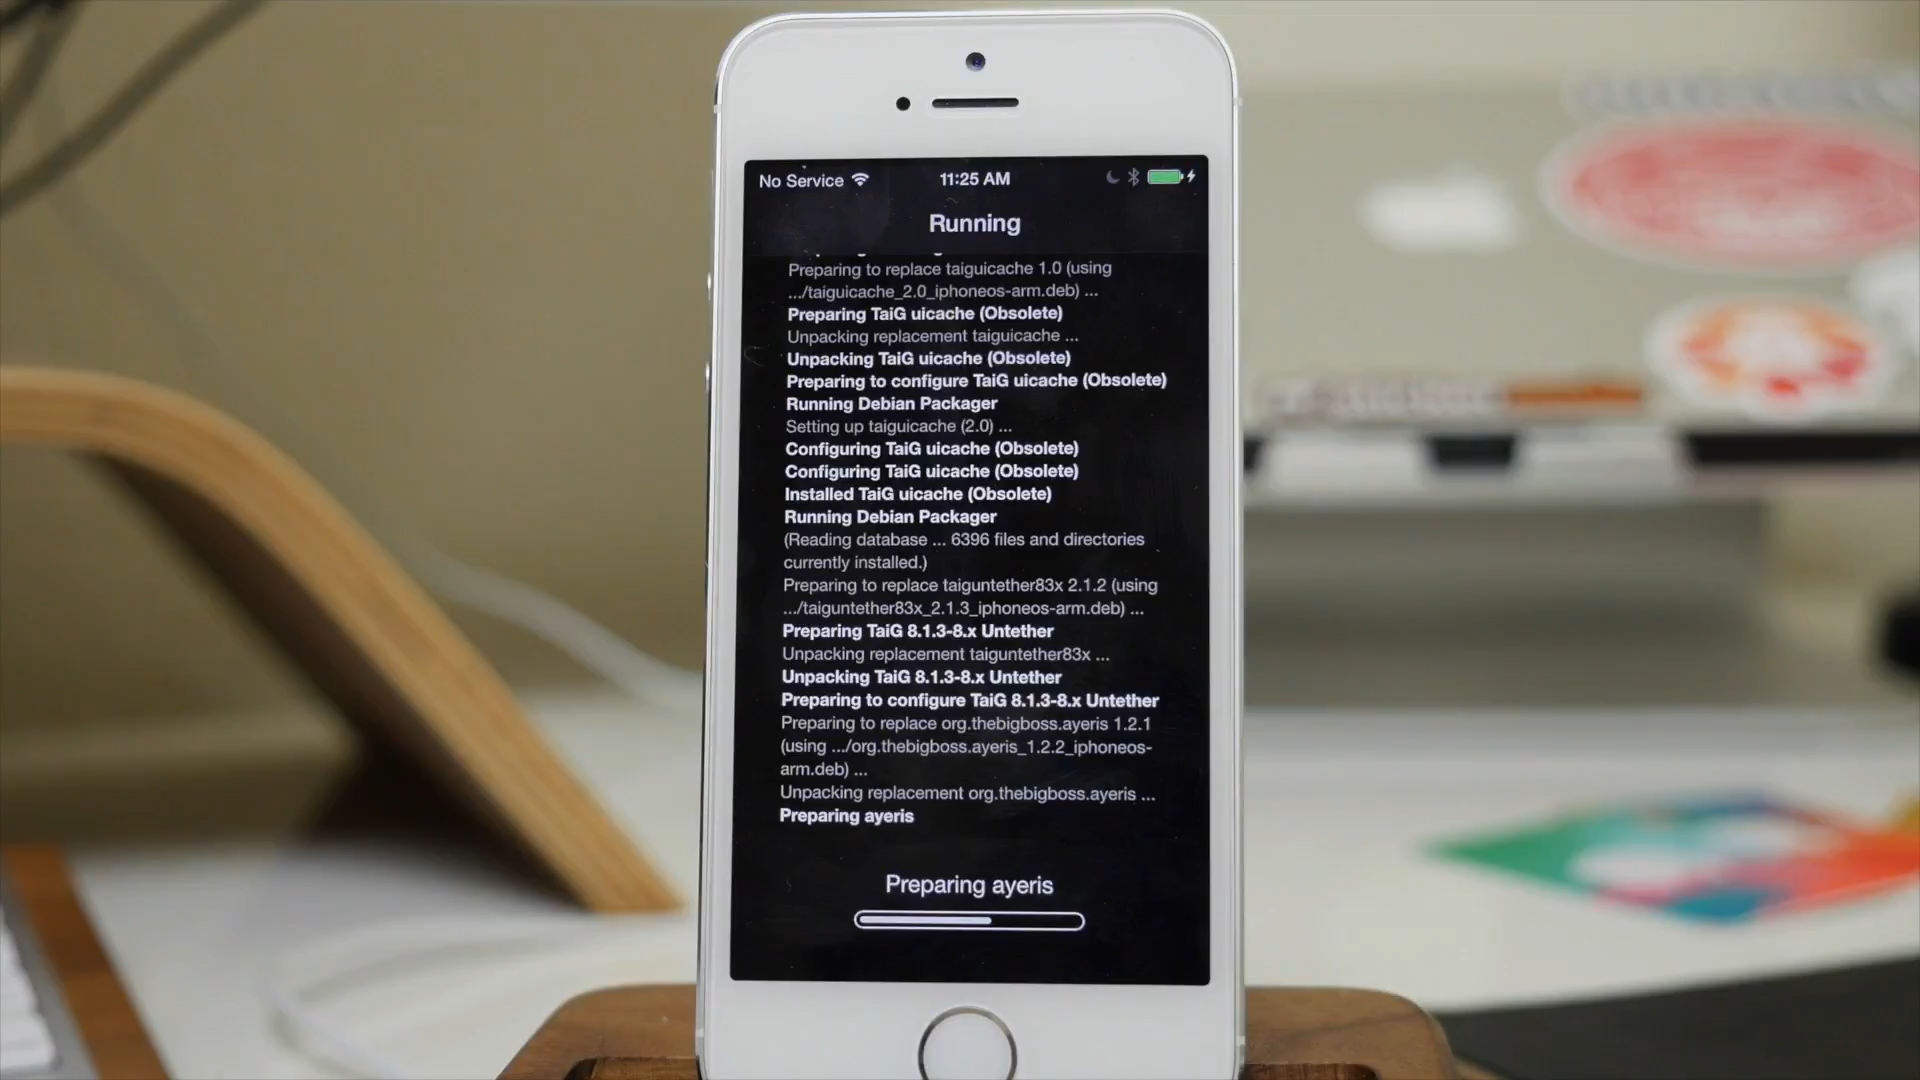 No Service
11:25 AM
Running
Preparing to replace taiguicache 1.0 (using
.../taiguicache_2.0_iphoneos-arm.deb) ...
Preparing TaiG uicache (Obsolete)
Unpacking replacement taiguicache ...
Unpacking TaiG uicache (Obsolete)
Preparing to configure TaiG uicache (Obsolete)
Running Debian Packager
Setting up taiguicache (2.0) ...
Configuring TaiG uicache (Obsolete)
Configuring TaiG uicache (Obsolete)
Installed TaiG uicache (Obsolete)
Running Debian Packager
(Reading database ... 6396 files and directories
currently installed.)
Preparing to replace taiguntether83x 2.1.2 (using
.../taiguntether83x_2.1.3_iphoneos-arm.deb) ...
Preparing TaiG 8.1.3-8.x Untether
Unpacking replacement taiguntether83x ...
Unpacking TaiG 8.1.3-8.x Untether
Preparing to configure TaiG 8.1.3-8.x Untether
Preparing to replace org.thebigboss.ayeris 1.2.1
(using .../org.thebigboss.ayeris_1.2.2_iphoneos-
arm.deb) ...
Unpacking replacement org.thebigboss.ayeris ...
Preparing ayeris
Preparing ayeris